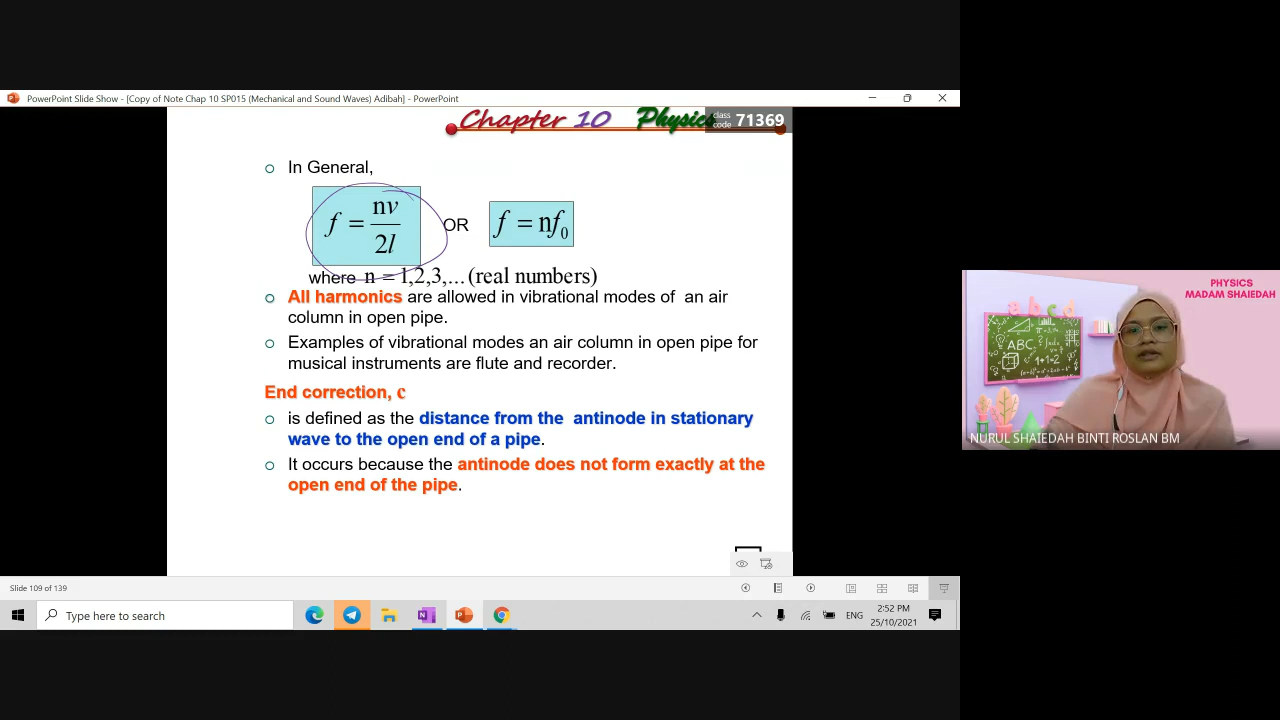 PowerPoint Slide Show - [Copy of Note Chap 10 SP015 (Mechanical and Sound Waves) Adibah] - PowerPoint
Chapter 10 Physics
class code 71369
In General,
f = nv/2l OR f = nf₀
where n = 1,2,3,... (real numbers)
All harmonics are allowed in vibrational modes of an air
column in open pipe.
Examples of vibrational modes an air column in open pipe for
musical instruments are flute and recorder.
End correction, c
is defined as the distance from the antinode in stationary
wave to the open end of a pipe.
It occurs because the antinode does not form exactly at the
open end of the pipe.
Slide 109 of 139
Type here to search
ENG
2:52 PM
25/10/2021
PHYSICS
MADAM SHAIEDAH
a b c d
ABC
1+1=2
NURUL SHAIEDAH BINTI ROSLAN BM